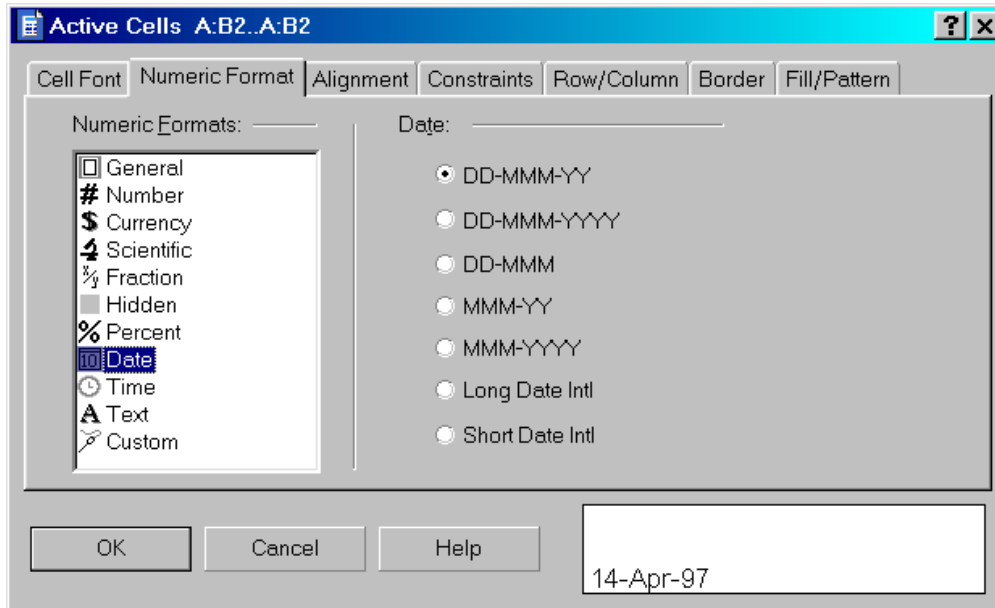 Active Cells A:B2..A:B2
?
x
Cell Font
Numeric Format
Alignment
Constraints
Row/Column
Border
Fill/Pattern
Numeric Formats:
General
# Number
$ Currency
Scientific
x/y Fraction
Hidden
% Percent
10 Date
Time
A Text
Custom
Date:
DD-MMM-YY
DD-MMM-YYYY
DD-MMM
MMM-YY
MMM-YYYY
Long Date Intl
Short Date Intl
OK
Cancel
Help
14-Apr-97